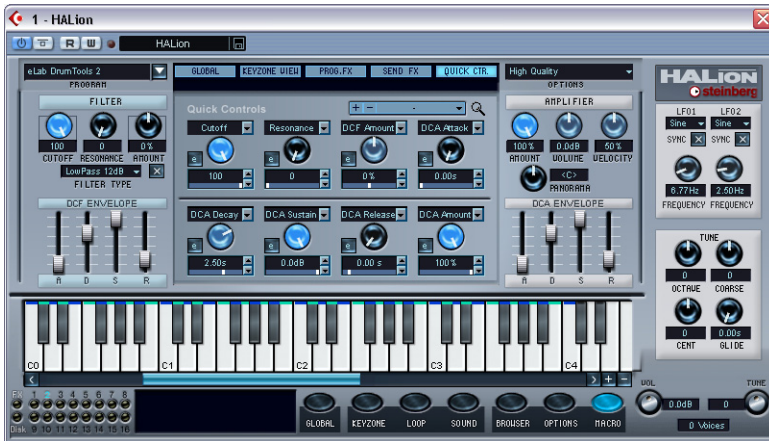 1 - HALion
R W HALion
eLab DrumTools 2
PROGRAM
GLOBAL KEYZONE VIEW PROG.FX SEND FX QUICK CTR.
High Quality
OPTIONS
HALion
steinberg
FILTER
100 0 0%
CUTOFF RESONANCE AMOUNT
LowPass 12dB
FILTER TYPE
DCF ENVELOPE
A D S R
Quick Controls
+ - -
Cutoff Resonance DCF Amount DCA Attack
e e e e
100 0 0% 0.00s
DCA Decay DCA Sustain DCA Release DCA Amount
e e e e
2.50s 0.0dB 0.00 s 100%
AMPLIFIER
100% 0.0dB 50%
AMOUNT VOLUME VELOCITY
<C>
PANORAMA
DCA ENVELOPE
A D S R
LFO1 LFO2
Sine Sine
SYNC SYNC
6.77Hz 2.50Hz
FREQUENCY FREQUENCY
TUNE
0 0
OCTAVE COARSE
0 0.00s
CENT GLIDE
C0 C1 C2 C3 C4
FX 1 2 3 4 5 6 7 8
Disk 9 10 11 12 13 14 15 16
GLOBAL KEYZONE LOOP SOUND BROWSER OPTIONS MACRO
VOL TUNE
0.0dB 0
0 Voices